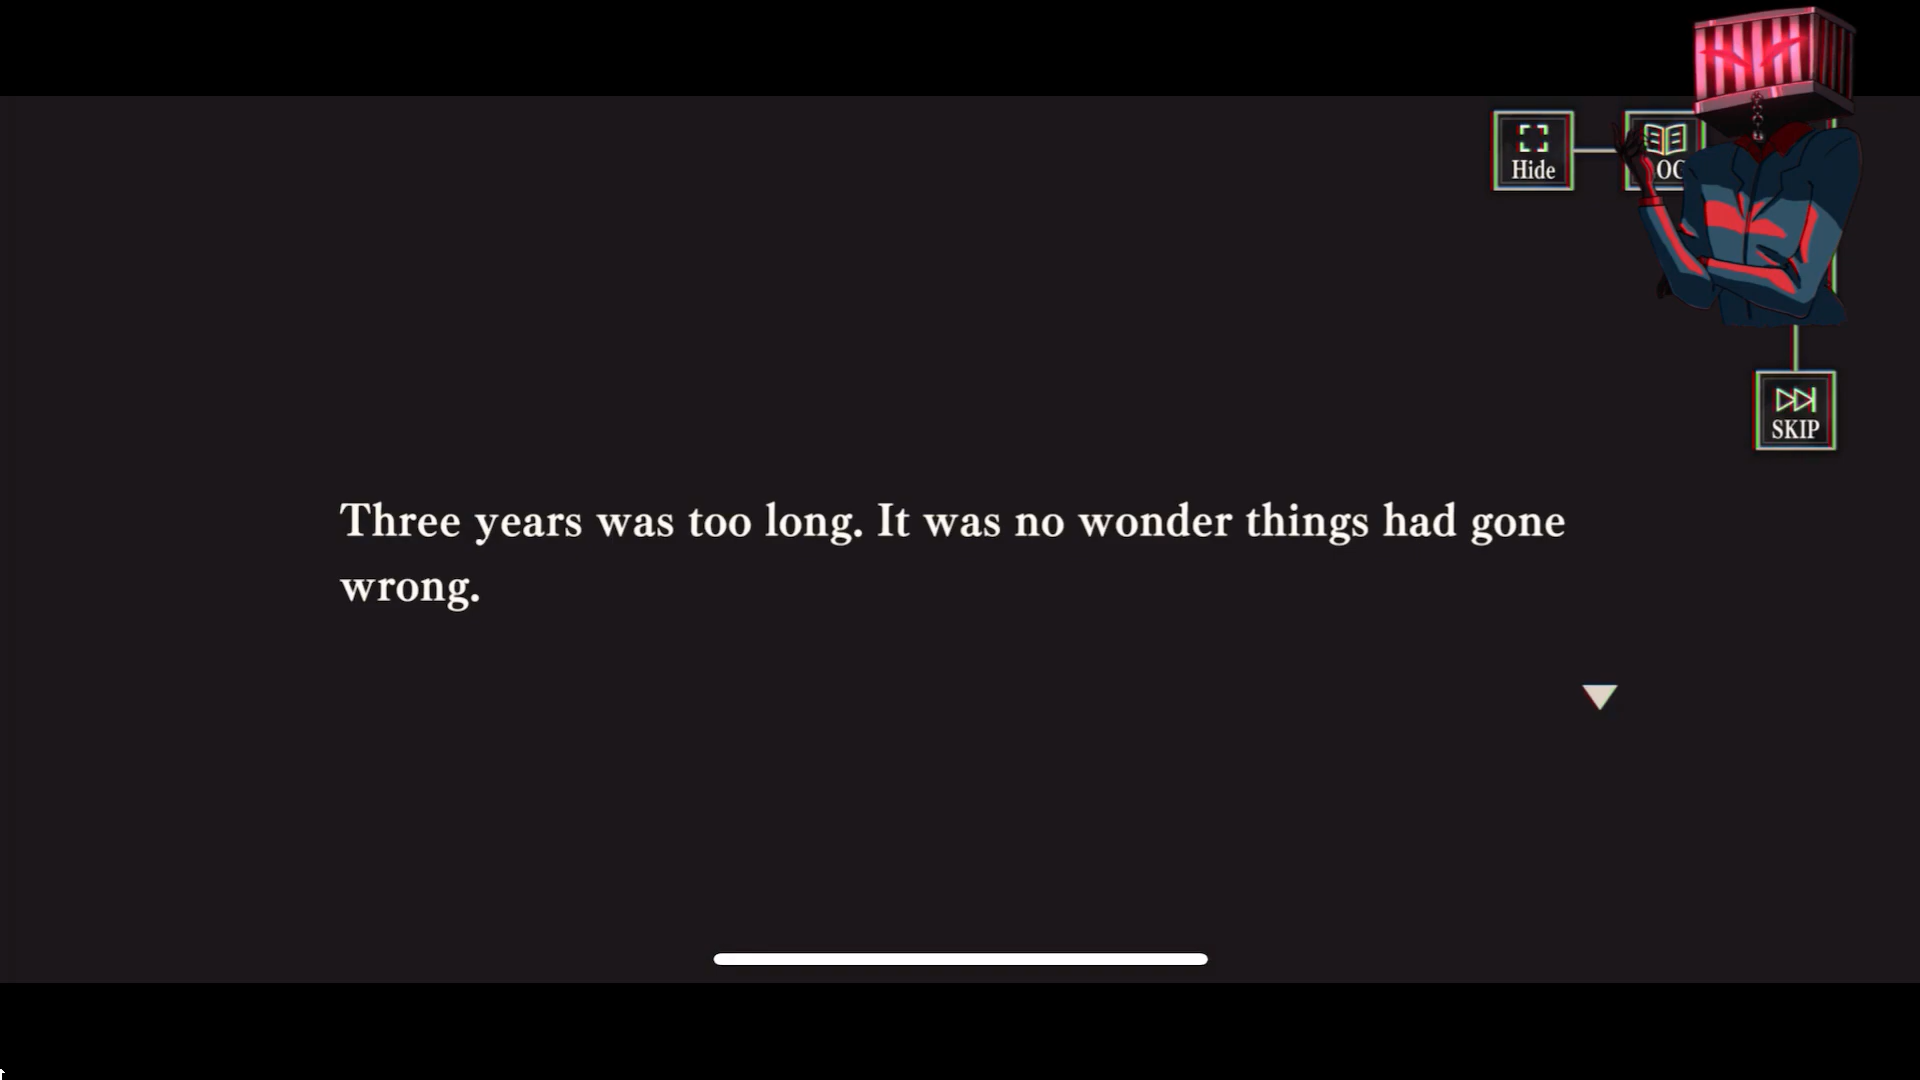 Hide
SKIP
Three years was too long. It was no wonder things had gone
wrong.